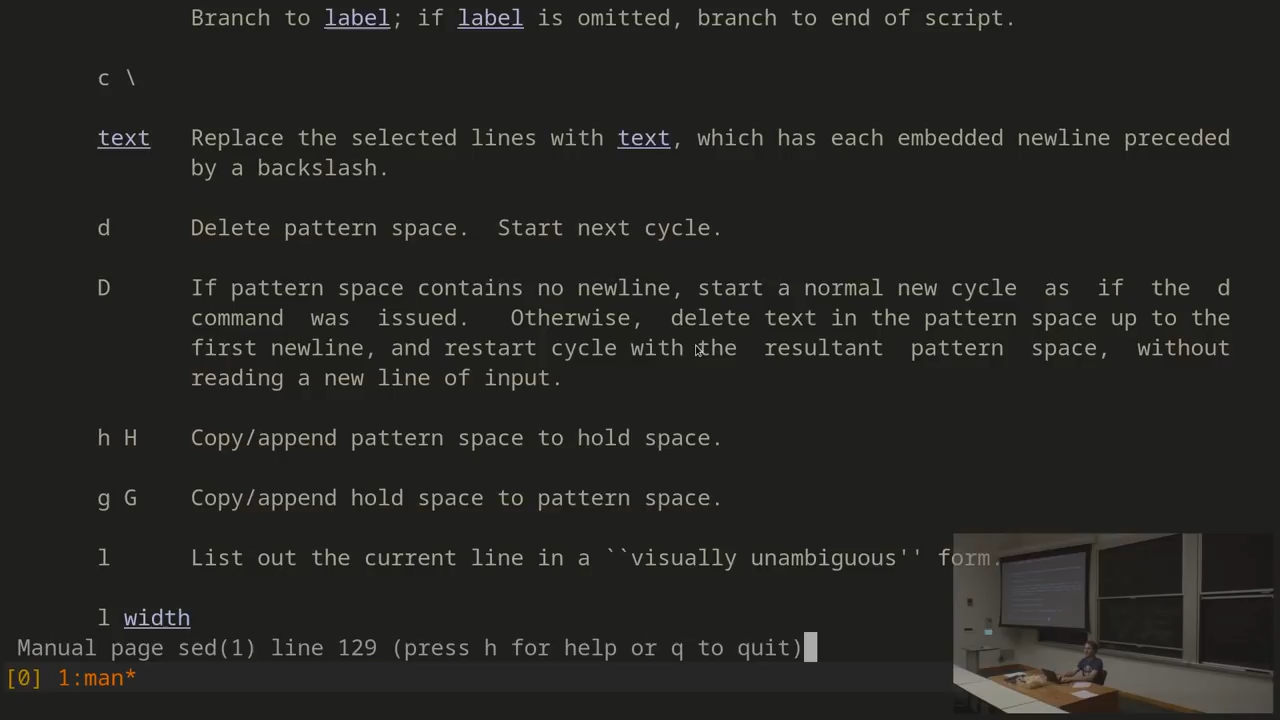 Branch to label; if label is omitted, branch to end of script.
c \
text Replace the selected lines with text, which has each embedded newline preceded
by a backslash.
d Delete pattern space. Start next cycle.
D If pattern space contains no newline, start a normal new cycle as if the d
command was issued. Otherwise, delete text in the pattern space up to the
first newline, and restart cycle with the resultant pattern space, without
reading a new line of input.
h H Copy/append pattern space to hold space.
g G Copy/append hold space to pattern space.
l List out the current line in a ``visually unambiguous'' form.
l width
Manual page sed(1) line 129 (press h for help or q to quit)
[0] 1:man*